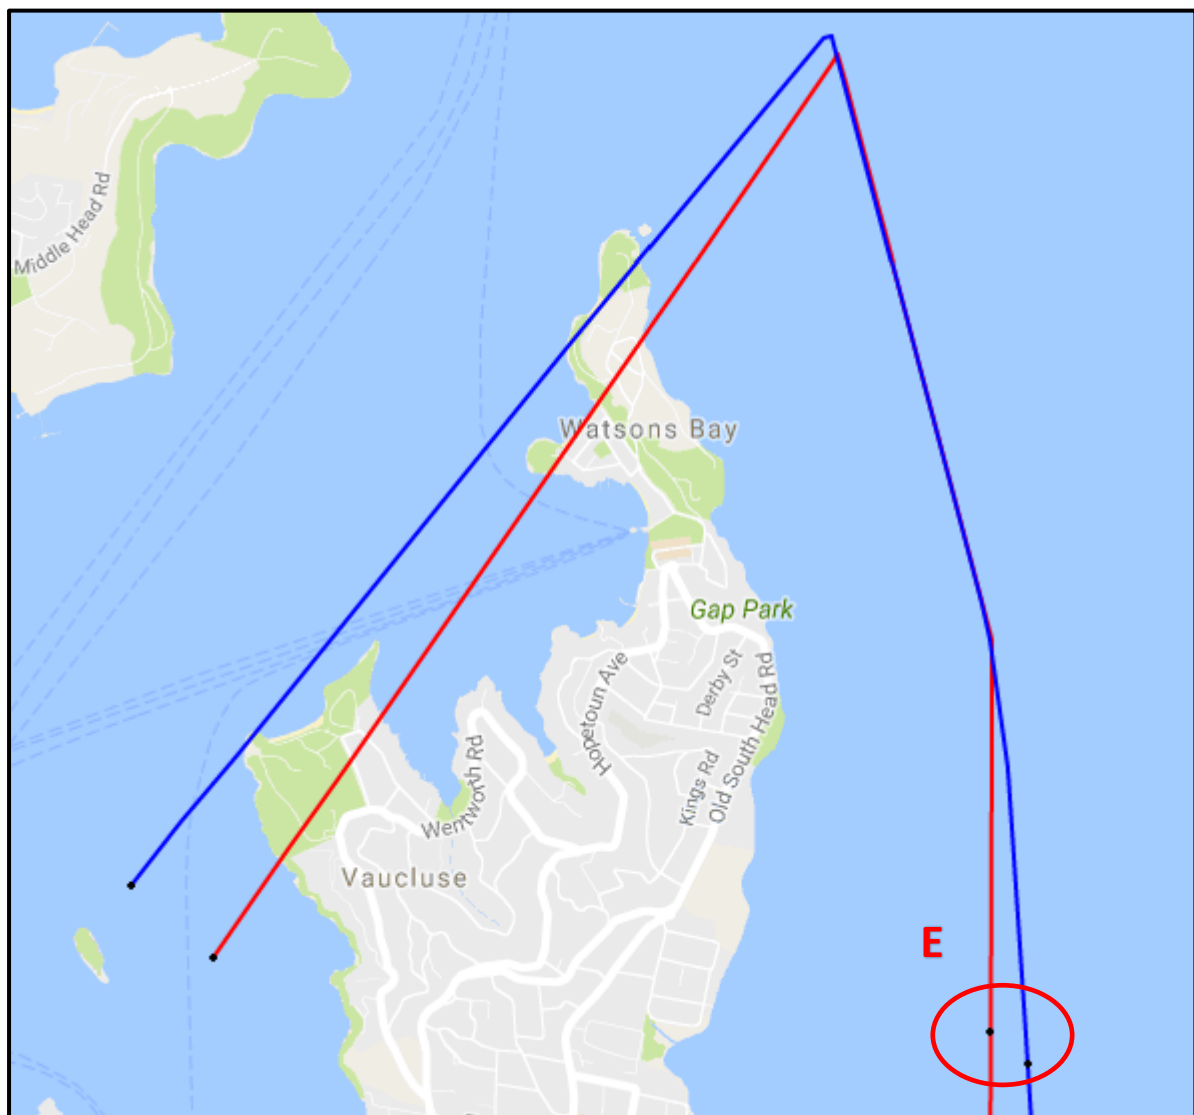 Middle Head Rd
Watsons Bay
Gap Park
Hopetoun Ave
Derby St
Old South Head Rd
Kings Rd
Wentworth Rd
Vaucluse
E